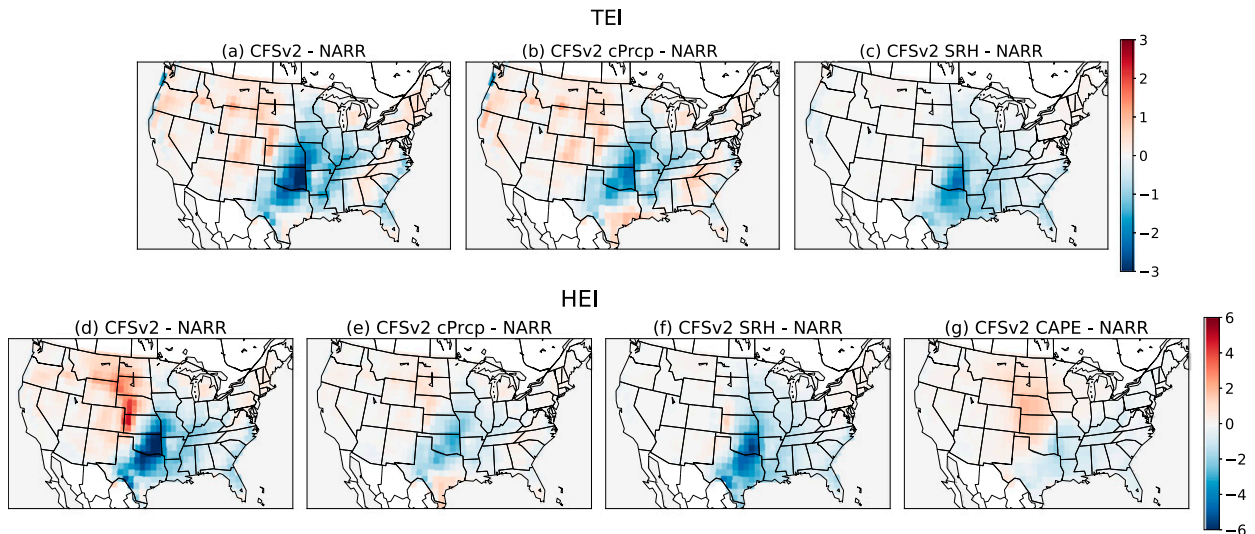 TEI
(a) CFSv2 - NARR
(b) CFSv2 cPrcp - NARR
(c) CFSv2 SRH - NARR
3
2
1
0
−1
−2
−3
HEI
(d) CFSv2 - NARR
(e) CFSv2 cPrcp - NARR
(f) CFSv2 SRH - NARR
(g) CFSv2 CAPE - NARR
6
4
2
0
−2
−4
−6